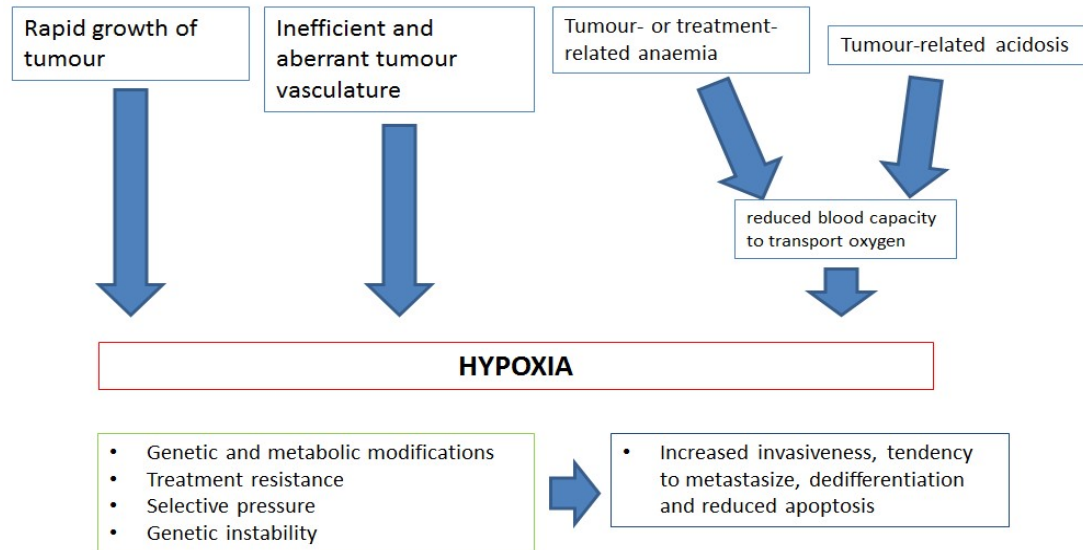 Rapid growth of
tumour
Inefficient and
aberrant tumour
vasculature
Tumour- or treatment-
related anaemia
Tumour-related acidosis
reduced blood capacity
to transport oxygen
HYPOXIA
• Genetic and metabolic modifications
• Treatment resistance
• Selective pressure
• Genetic instability
• Increased invasiveness, tendency
to metastasize, dedifferentiation
and reduced apoptosis